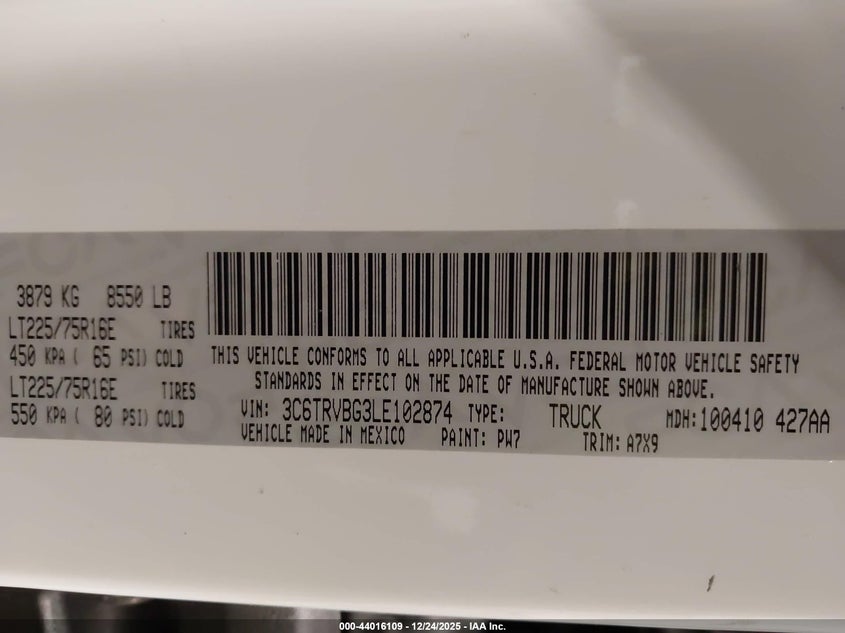 3879 KG 8550 LB
LT225/75R16E TIRES
450 KPA ( 65 PSI) COLD
LT225/75R16E TIRES
550 KPA ( 80 PSI) COLD
THIS VEHICLE CONFORMS TO ALL APPLICABLE U.S.A. FEDERAL MOTOR VEHICLE SAFETY
STANDARDS IN EFFECT ON THE DATE OF MANUFACTURE SHOWN ABOVE.
VIN: 3C6TRVBG3LE102874 TYPE: TRUCK MDH:100410 427AA
VEHICLE MADE IN MEXICO PAINT: PW7 TRIM: A7X9
000-44016109 - 12/24/2025 - IAA Inc.